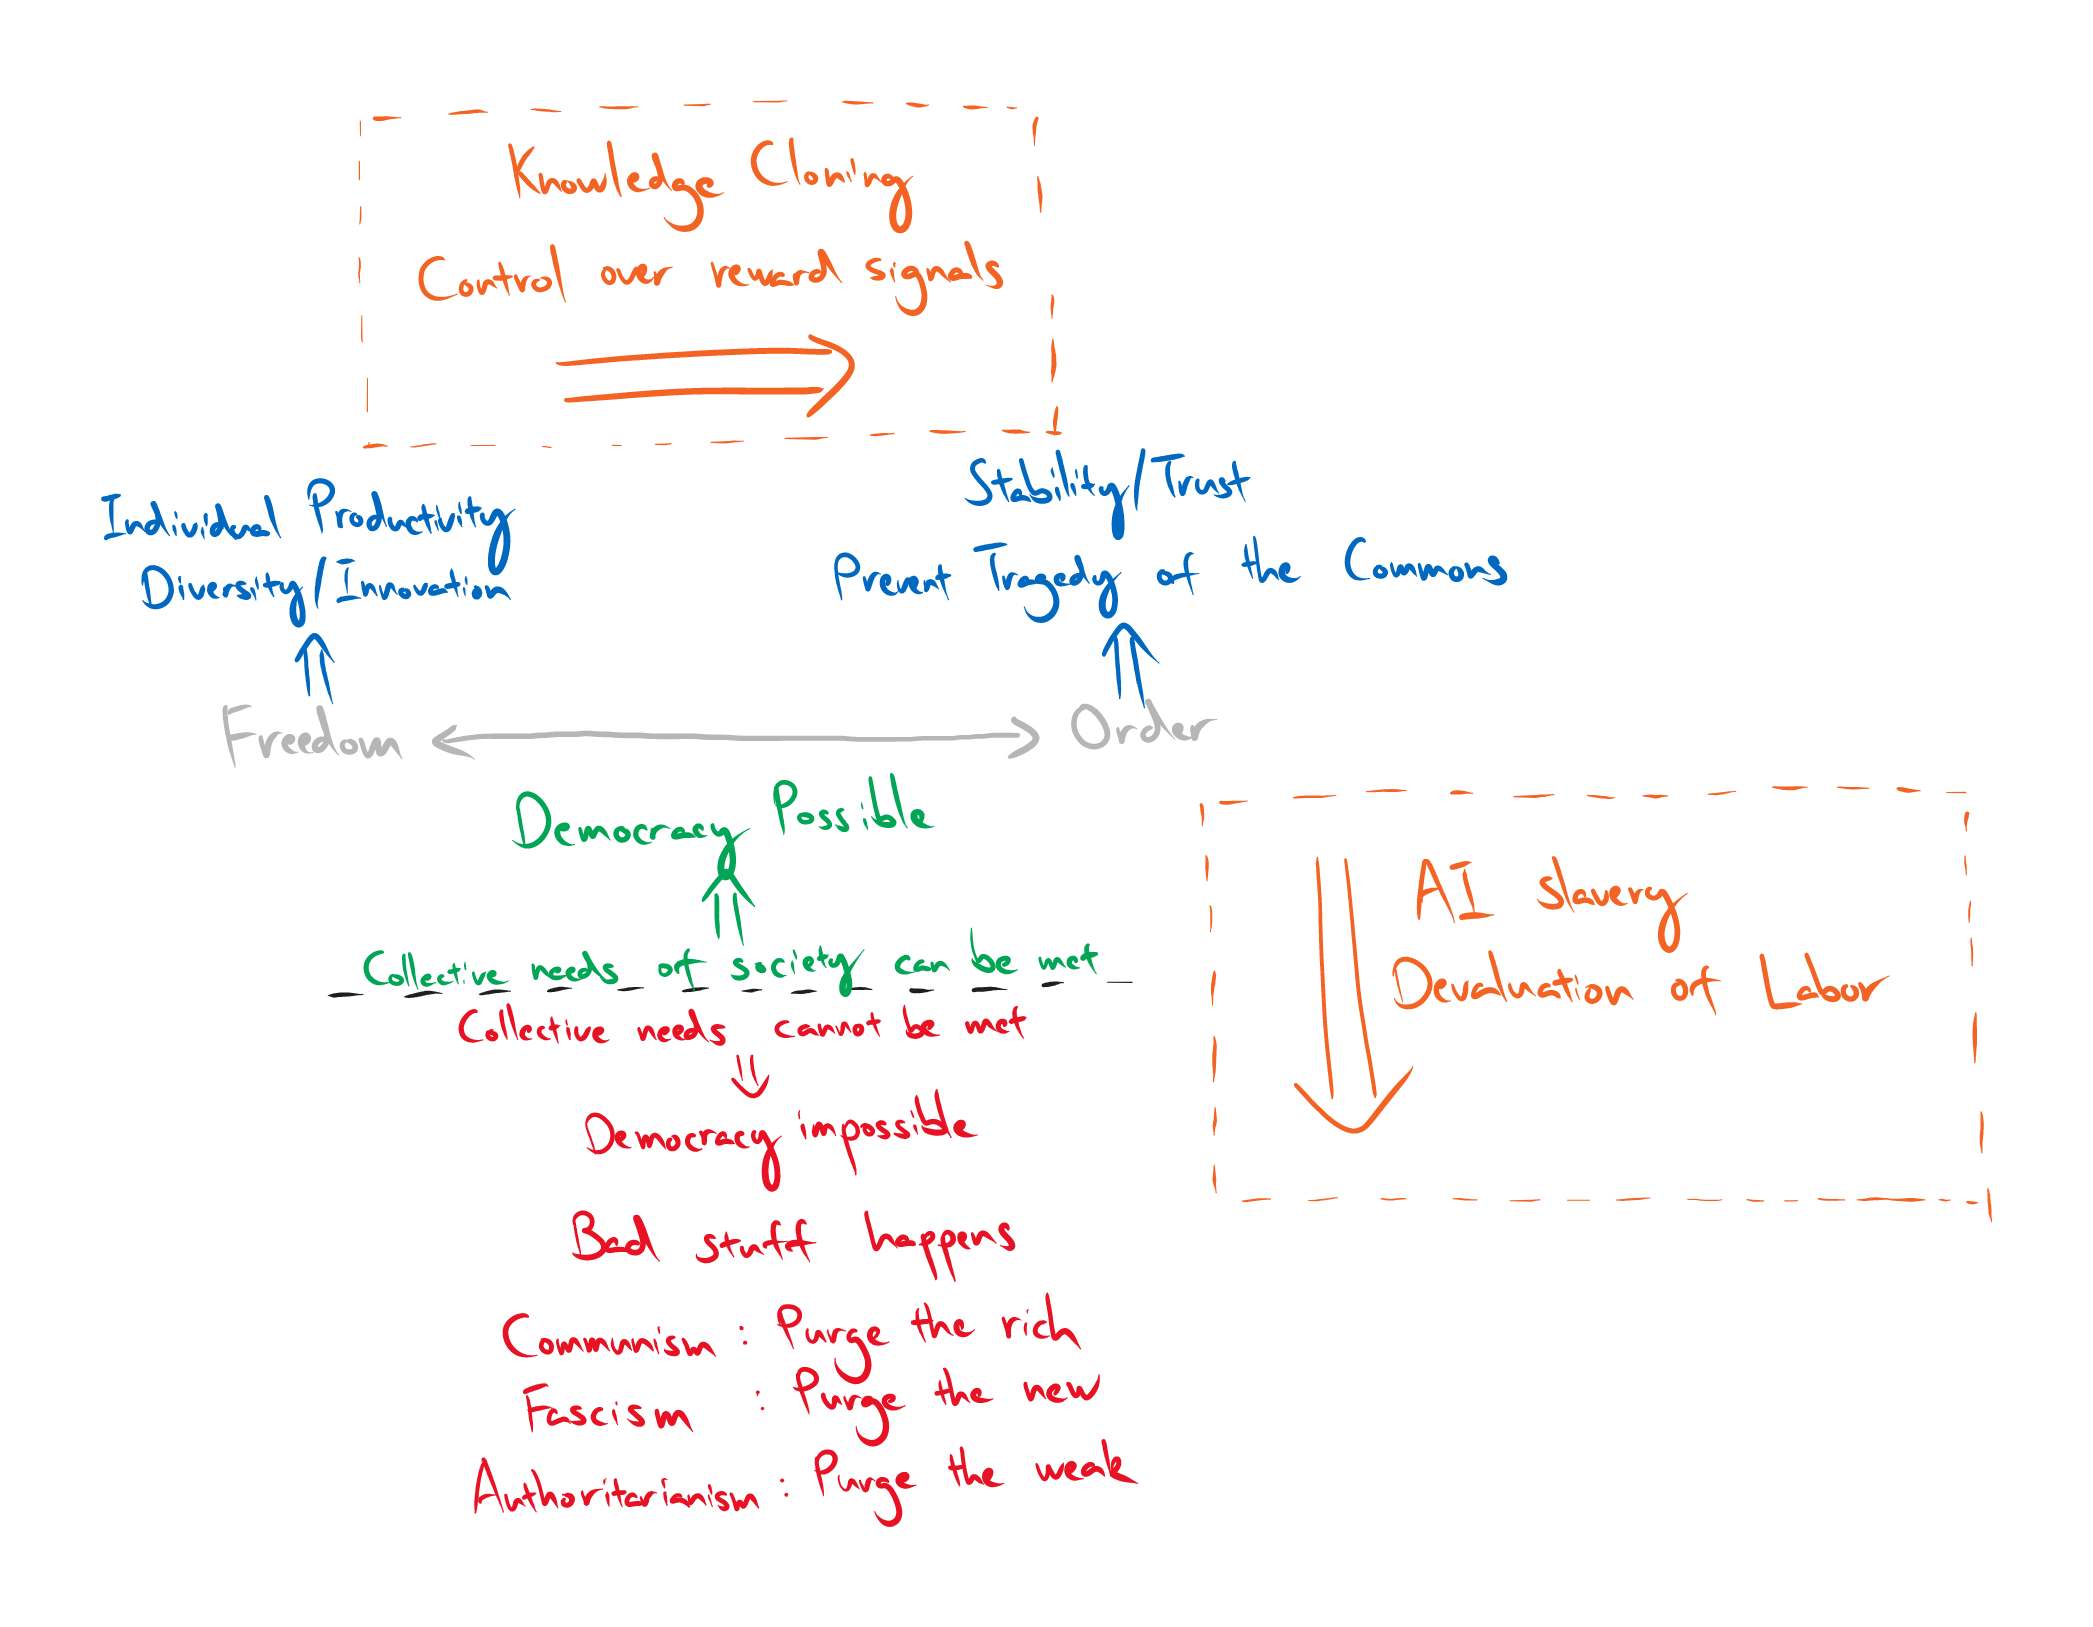 Knowledge Cloning
Control over reward signals
Individual Productivity
Diversity/Innovation
Stability/Trust
Prevent Tragedy of the Commons
Freedom
Order
Democracy Possible
Collective needs of society can be met
Collective needs cannot be met
Democracy impossible
Bad stuff happens
Communism : Purge the rich
Fascism : Purge the new
Authoritarianism : Purge the weak
AI slavery
Devaluation of Labor